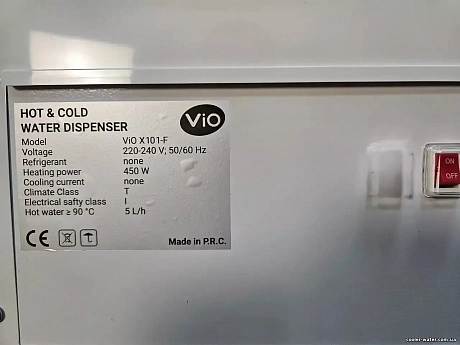 HOT & COLD
WATER DISPENSER
ViO
Model ViO X101-F
Voltage 220-240 V; 50/60 Hz
Refrigerant none
Heating power 450 W
Cooling current none
Climate Class T
Electrical safty class I
Hot water ≥ 90 °C 5 L/h
CE
Made in P.R.C.
ON
OFF
cooler-water.com.ua